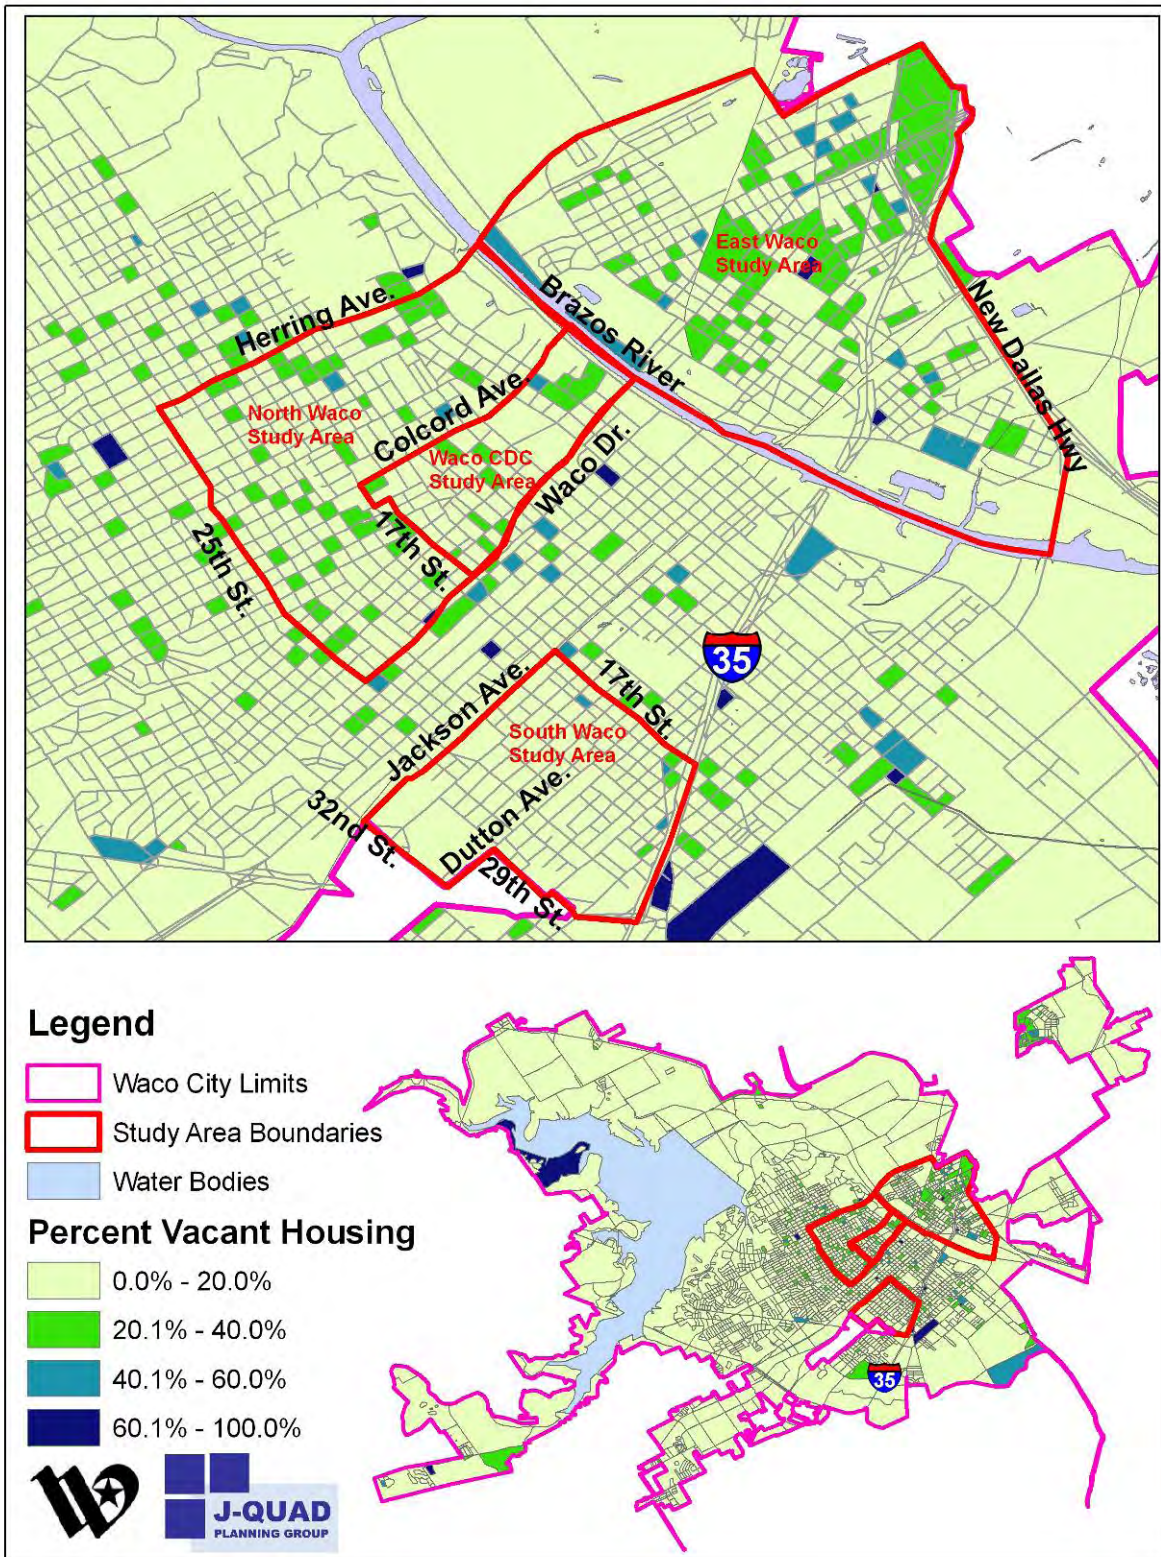 East Waco
Study Area
Herring Ave.
Brazos River
New Dallas Hwy
North Waco
Study Area
Colcord Ave.
Waco CDC
Study Area
Waco Dr.
25th St.
17th St.
35
Jackson Ave.
17th St.
South Waco
Study Area
32nd St.
Dutton Ave.
29th St.
Legend
Waco City Limits
Study Area Boundaries
Water Bodies
Percent Vacant Housing
0.0% - 20.0%
20.1% - 40.0%
40.1% - 60.0%
60.1% - 100.0%
35
J-QUAD
PLANNING GROUP